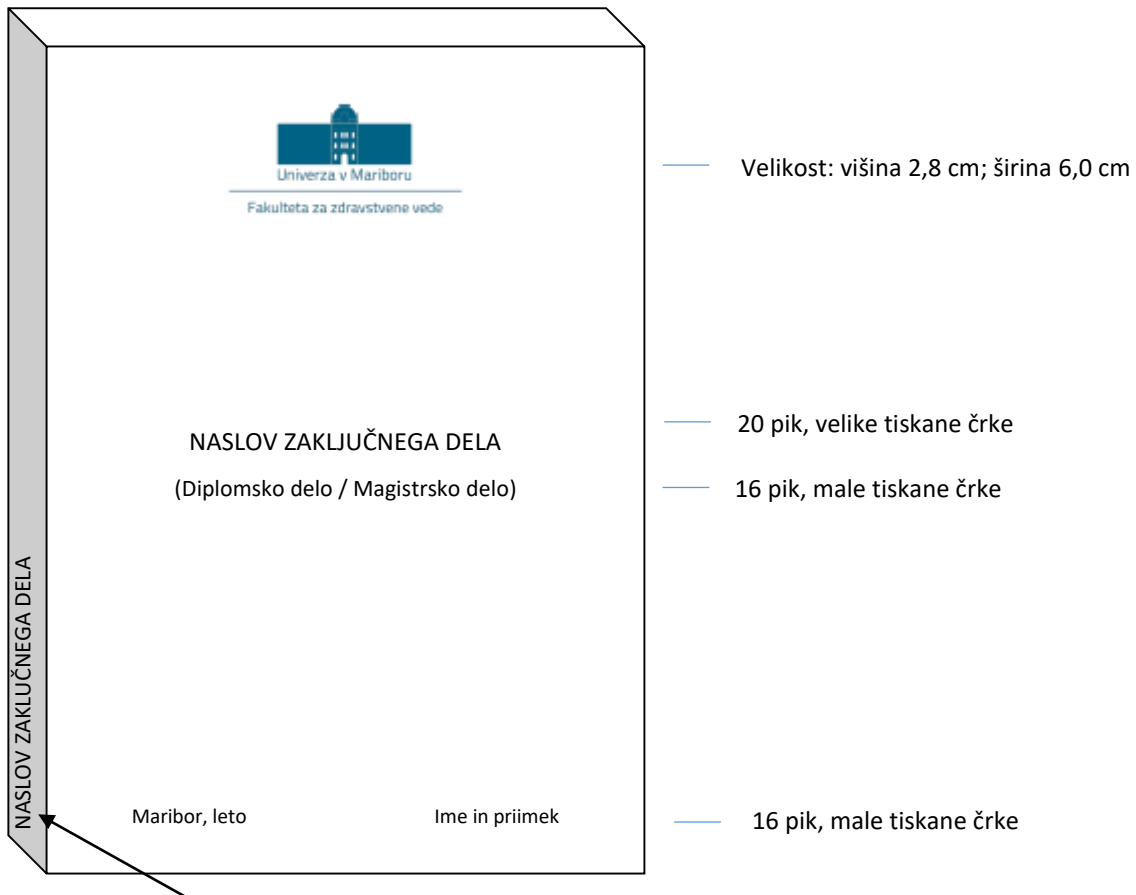 Univerza v Mariboru
Fakulteta za zdravstvene vede
Velikost: višina 2,8 cm; širina 6,0 cm
NASLOV ZAKLJUČNEGA DELA
20 pik, velike tiskane črke
(Diplomsko delo / Magistrsko delo)
16 pik, male tiskane črke
NASLOV ZAKLUČNEGA DELA
Maribor, leto
Ime in priimek
16 pik, male tiskane črke